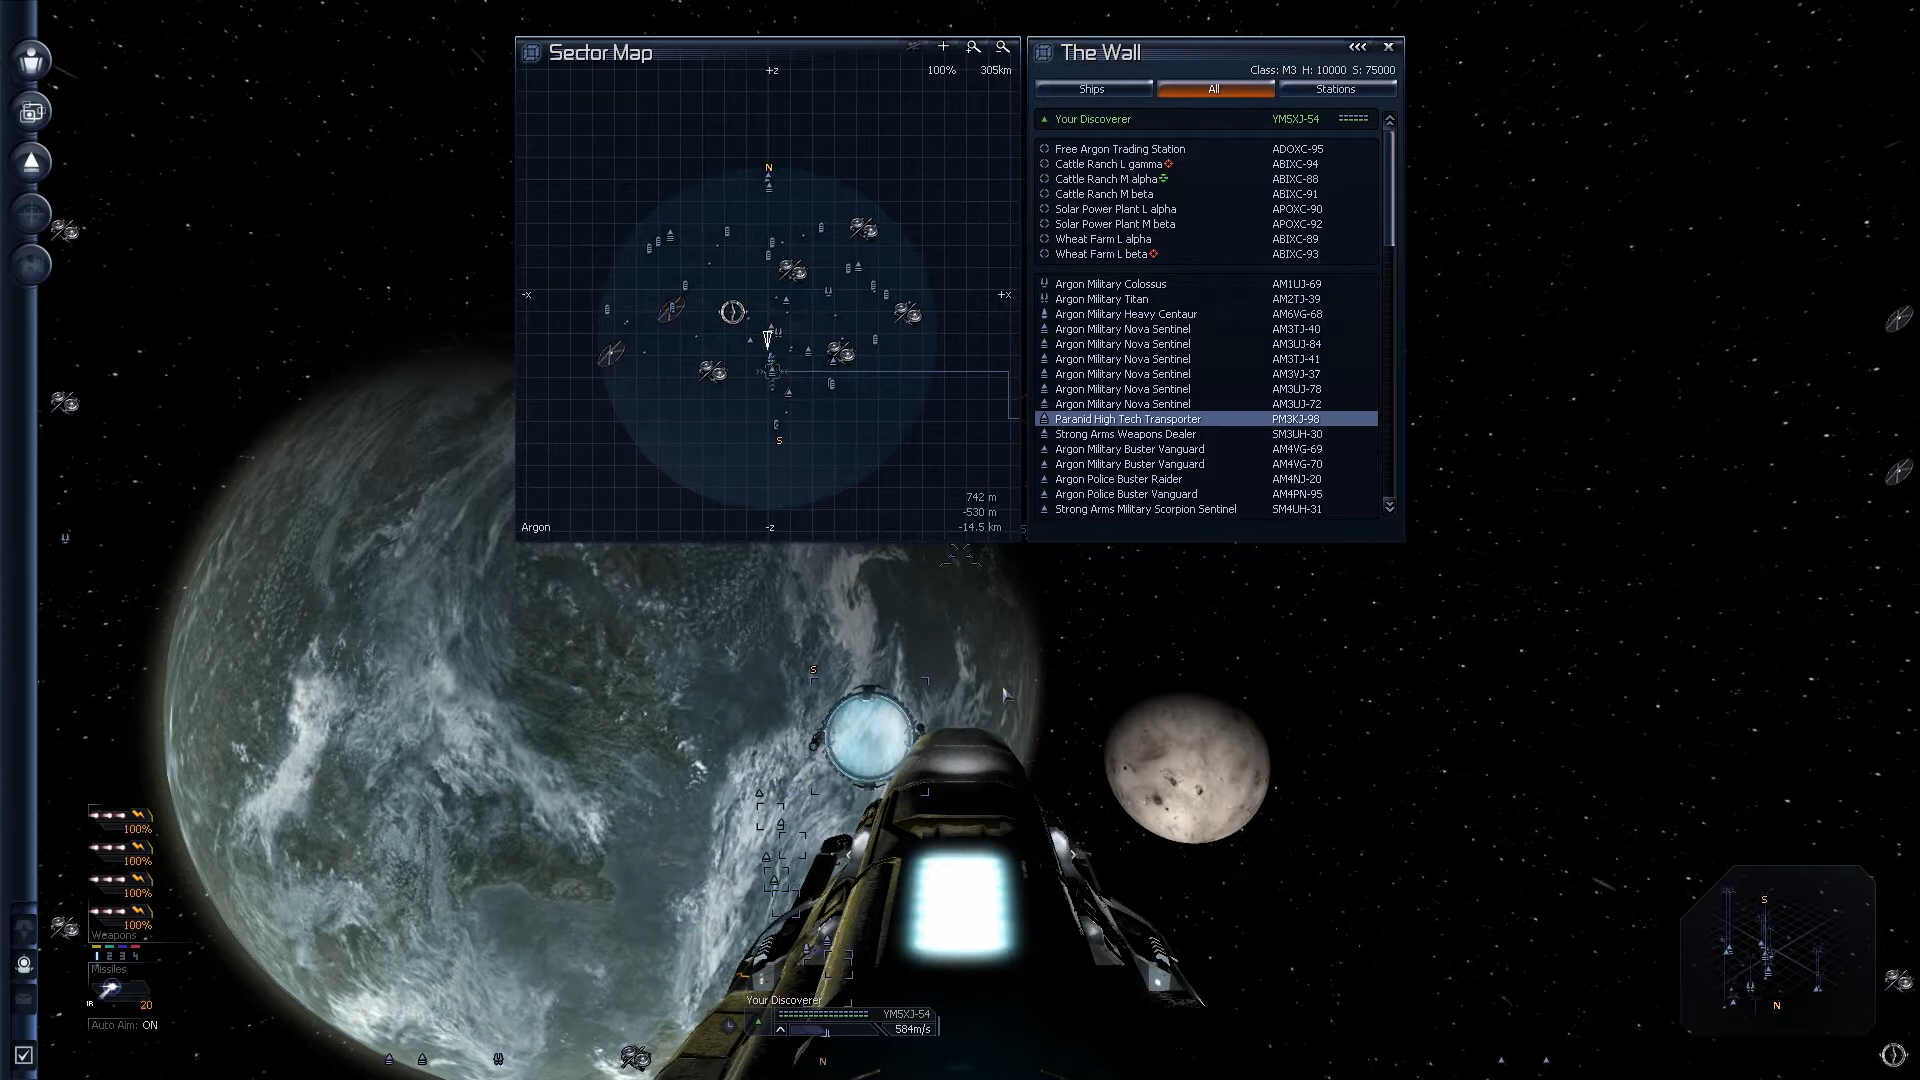 Sector Map
100% 305km
+z
N
-x
+x
S
742 m
-530 m
-14.5 km
Argon
-z
The Wall
Class: M3 H: 10000 S: 75000
Ships All Stations
Your Discoverer YM5XJ-54
Free Argon Trading Station ADOXC-95
Cattle Ranch L gamma ABIXC-94
Cattle Ranch M alpha ABIXC-88
Cattle Ranch M beta ABIXC-91
Solar Power Plant L alpha APOXC-90
Solar Power Plant M beta APOXC-92
Wheat Farm L alpha ABIXC-89
Wheat Farm L beta ABIXC-93
Argon Military Colossus AM1UJ-69
Argon Military Titan AM2TJ-39
Argon Military Heavy Centaur AM6VG-68
Argon Military Nova Sentinel AM3TJ-40
Argon Military Nova Sentinel AM3UJ-84
Argon Military Nova Sentinel AM3TJ-41
Argon Military Nova Sentinel AM3VJ-37
Argon Military Nova Sentinel AM3UJ-78
Argon Military Nova Sentinel AM3UJ-72
Paranid High Tech Transporter PM3KJ-98
Strong Arms Weapons Dealer SM3UH-30
Argon Military Buster Vanguard AM4VG-69
Argon Military Buster Vanguard AM4VG-70
Argon Police Buster Raider AM4NJ-20
Argon Police Buster Vanguard AM4PN-95
Strong Arms Military Scorpion Sentinel SM4UH-31
S
100%
100%
100%
100%
Weapons
1 2 3 4
Missiles
IR 20
Auto Aim: ON
Your Discoverer
YM5XJ-54
584m/s
N
S
N